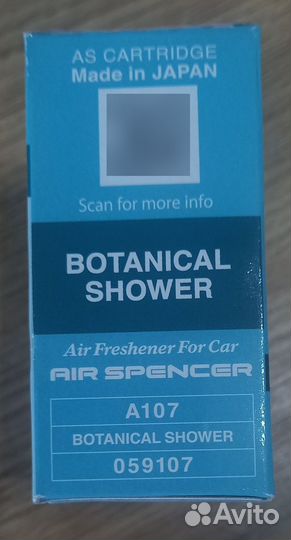 AS CARTRIDGE
Made in JAPAN
Scan for more info
BOTANICAL
SHOWER
Air Freshener For Car
AIR SPENCER
A107
BOTANICAL SHOWER
059107
Avito